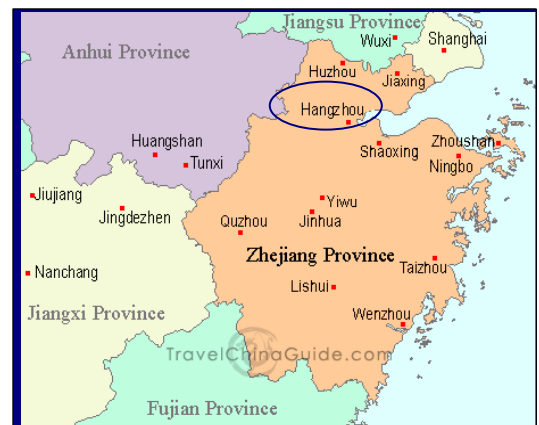 Jiangsu Province
Wuxi
Shanghai
Anhui Province
Huzhou
Jiaxing
Hangzhou
Huangshan
Tunxi
Shaoxing
Zhoushan
Ningbo
Jiujiang
Jingdezhen
Yiwu
Quzhou
Jinhua
Zhejiang Province
Taizhou
Nanchang
Lishui
Jiangxi Province
Wenzhou
TravelChinaGuide.com
Fujian Province